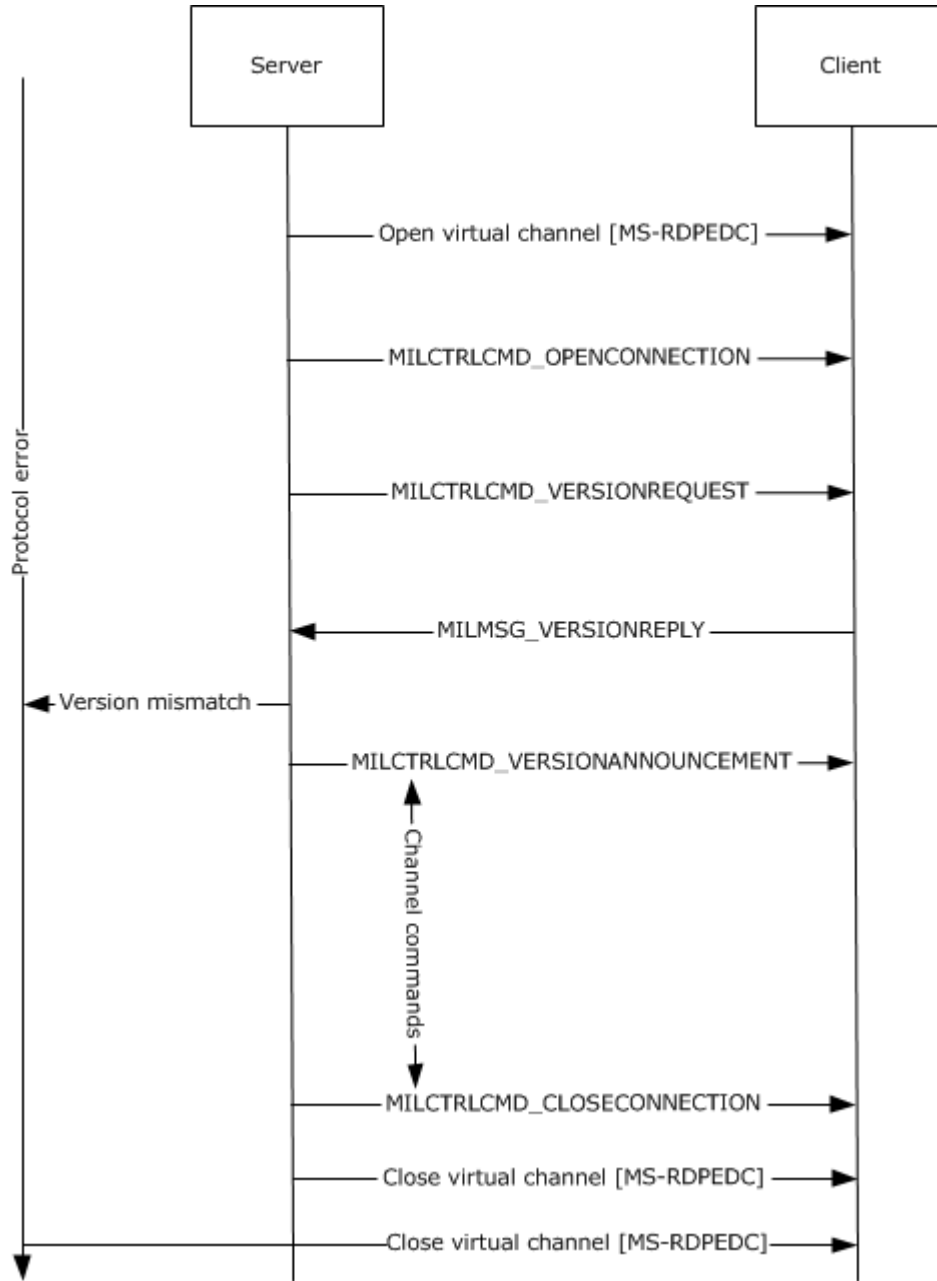 Server
Client
Open virtual channel [MS-RDPEDC]
MILCTRLCMD_OPENCONNECTION
Protocol error
MILCTRLCMD_VERSIONREQUEST
MILMSG_VERSIONREPLY
Version mismatch
MILCTRLCMD_VERSIONANNOUNCEMENT
Channel commands
MILCTRLCMD_CLOSECONNECTION
Close virtual channel [MS-RDPEDC]
Close virtual channel [MS-RDPEDC]